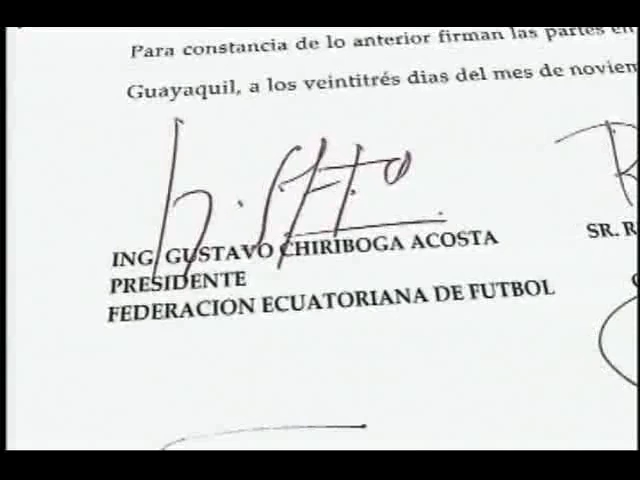 Para constancia de lo anterior firman las partes en
Guayaquil, a los veintitrés dias del mes de noviem
ING. GUSTAVO CHIRIBOGA ACOSTA
SR. R
PRESIDENTE
FEDERACION ECUATORIANA DE FUTBOL